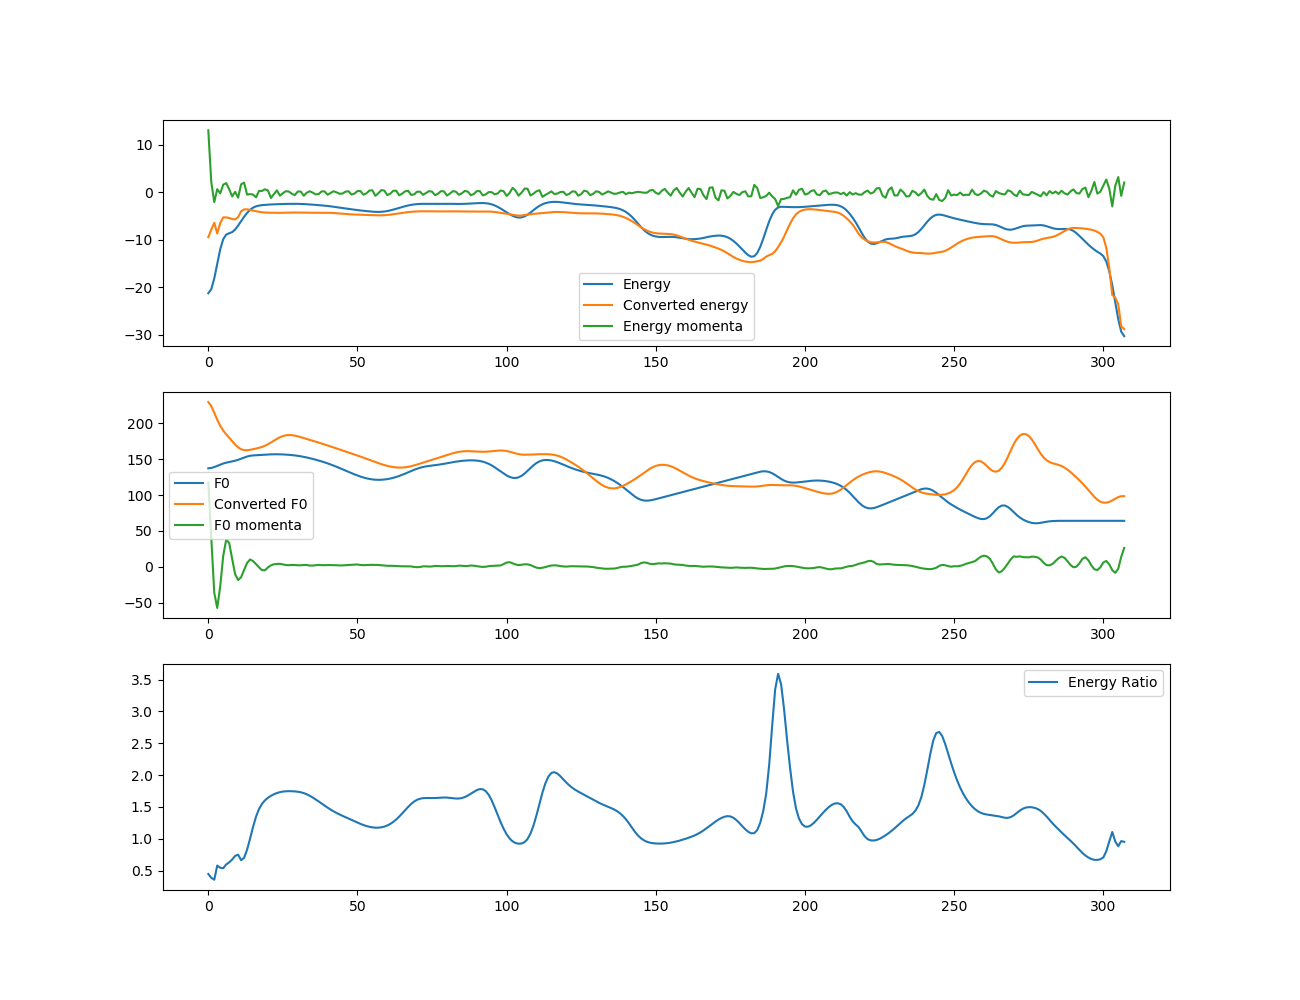 10
0
−10
−20
−30
Energy
Converted energy
Energy momenta
0 50 100 150 200 250 300
200
150
100
50
0
−50
F0
Converted F0
F0 momenta
0 50 100 150 200 250 300
3.5
3.0
2.5
2.0
1.5
1.0
0.5
Energy Ratio
0 50 100 150 200 250 300